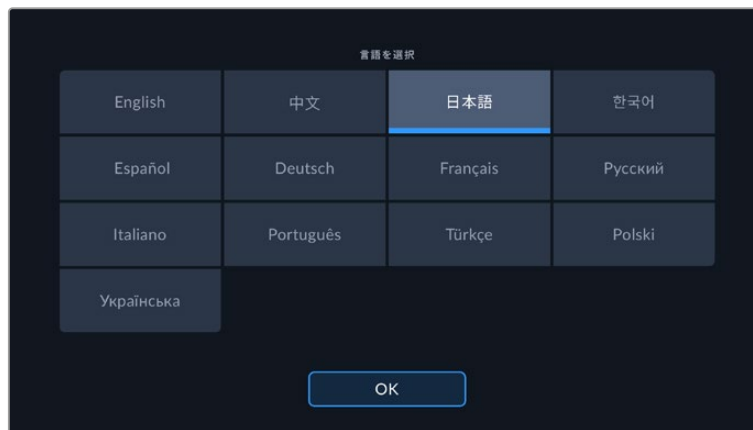 言語を選択
English 中文 日本語 한국어
Español Deutsch Français Русский
Italiano Português Türkçe Polski
Українська
OK